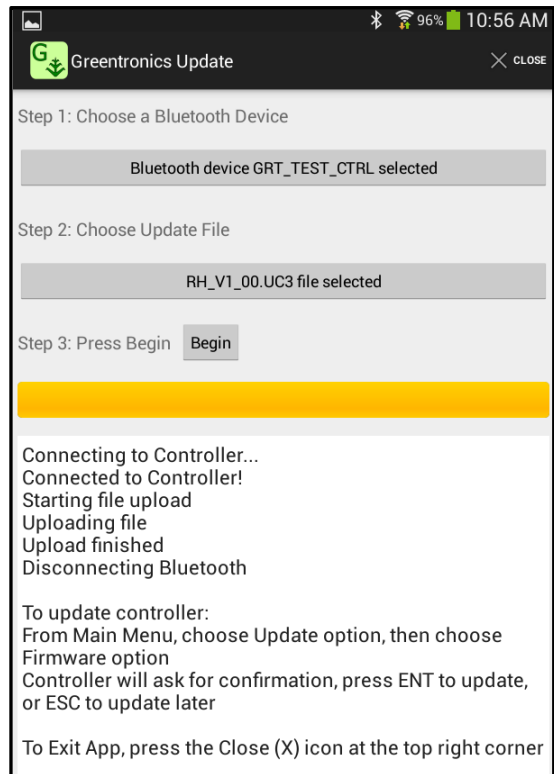 96% 10:56 AM
G Greentronics Update CLOSE
Step 1: Choose a Bluetooth Device
Bluetooth device GRT_TEST_CTRL selected
Step 2: Choose Update File
RH_V1_00.UC3 file selected
Step 3: Press Begin Begin
Connecting to Controller...
Connected to Controller!
Starting file upload
Uploading file
Upload finished
Disconnecting Bluetooth
To update controller:
From Main Menu, choose Update option, then choose
Firmware option
Controller will ask for confirmation, press ENT to update,
or ESC to update later
To Exit App, press the Close (X) icon at the top right corner